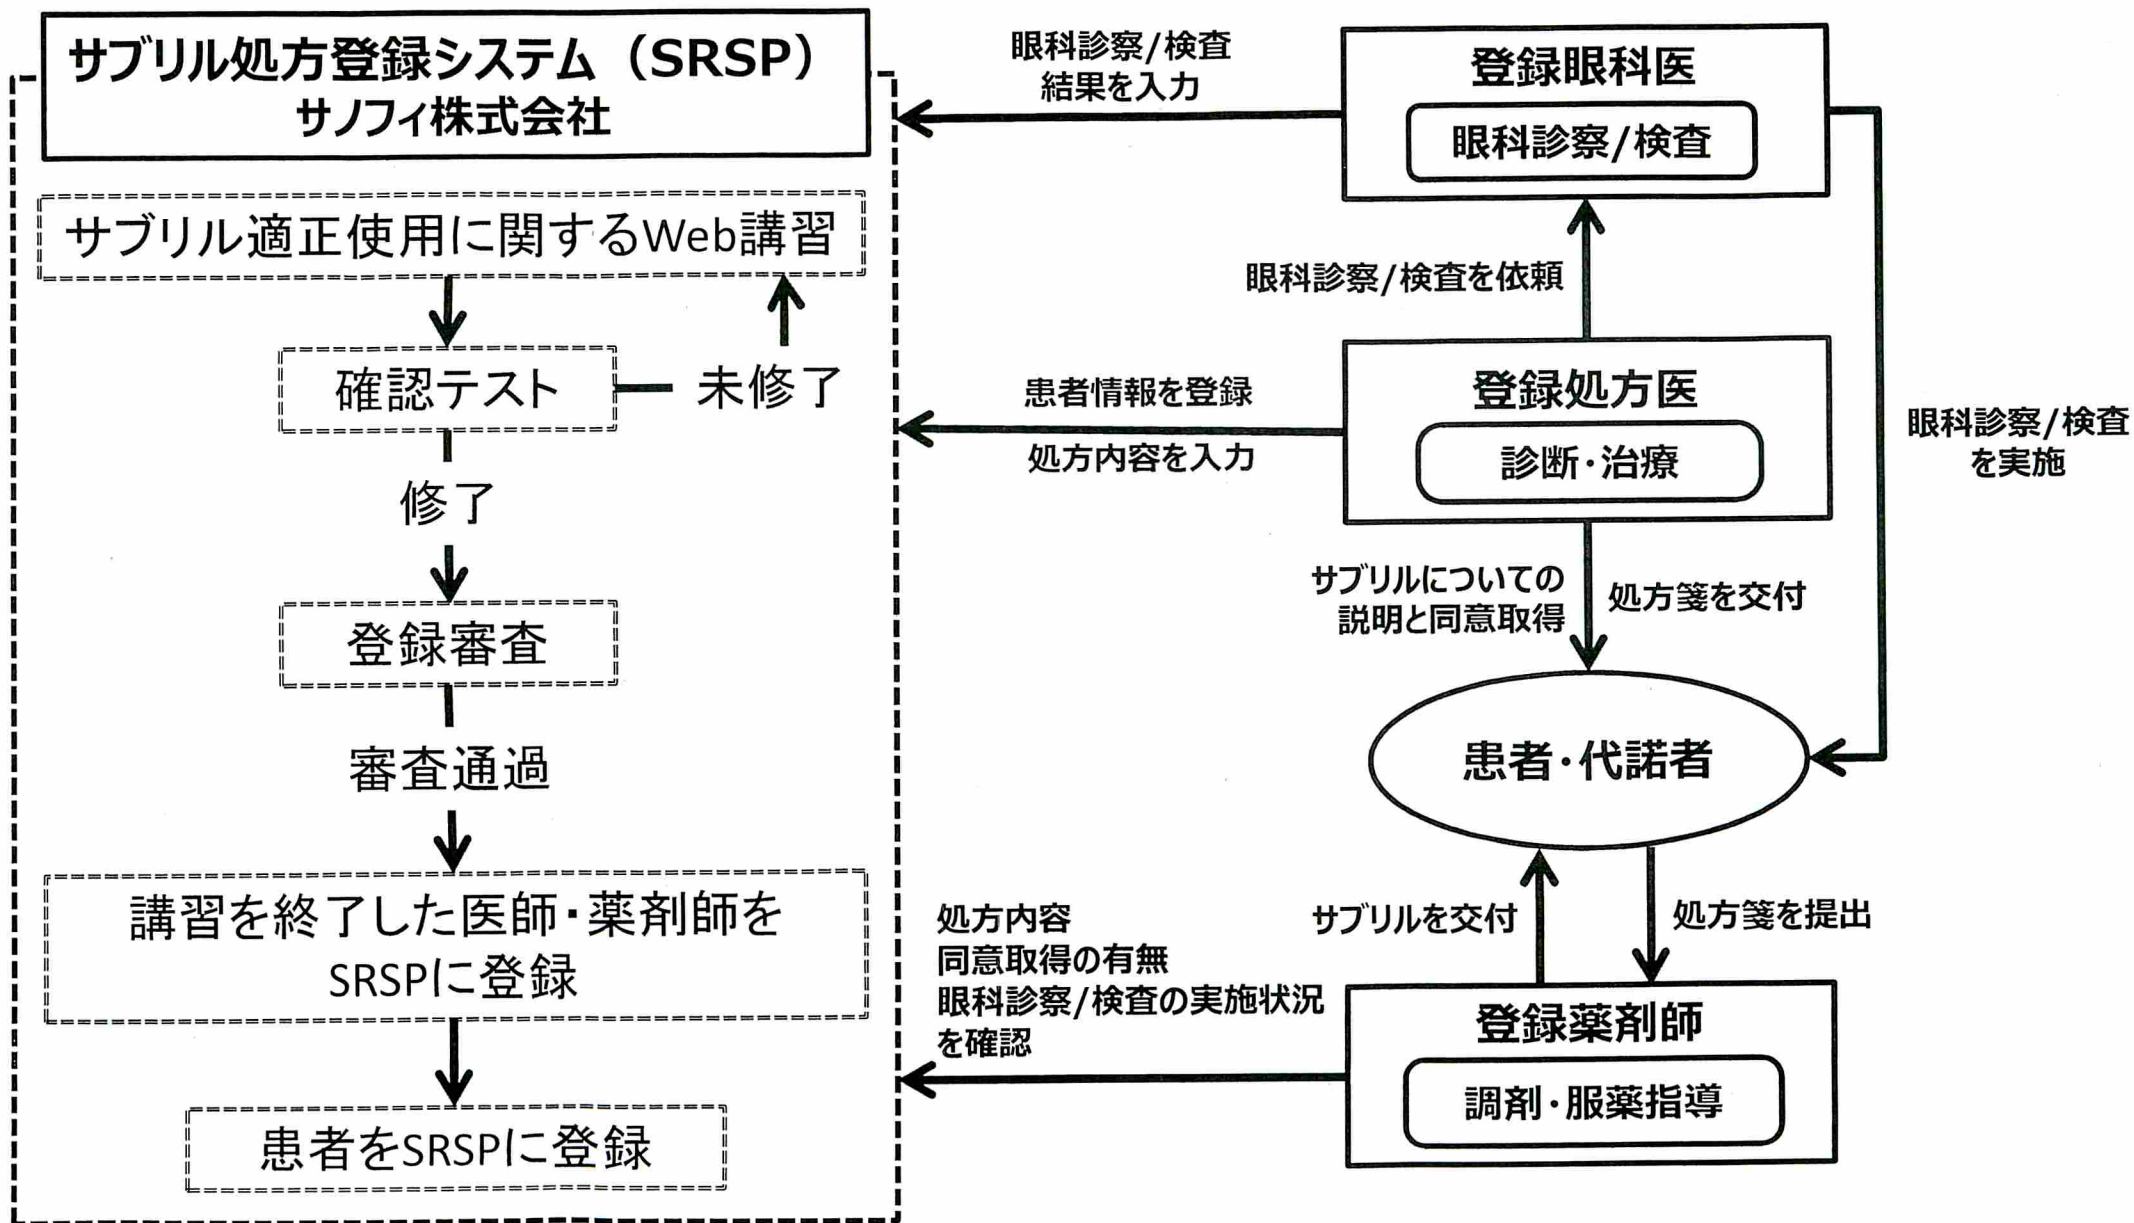 サブリル処方登録システム（SRSP）
サノフィ株式会社
サブリル適正使用に関するWeb講習
確認テスト
未修了
修了
登録審査
審査通過
講習を終了した医師・薬剤師を
SRSPに登録
患者をSRSPに登録
眼科診察/検査
結果を入力
登録眼科医
眼科診察/検査
眼科診察/検査を依頼
患者情報を登録
処方内容を入力
登録処方医
診断・治療
眼科診察/検査
を実施
サブリルについての
説明と同意取得
処方箋を交付
患者・代諾者
サブリルを交付
処方箋を提出
処方内容
同意取得の有無
眼科診察/検査の実施状況
を確認
登録薬剤師
調剤・服薬指導